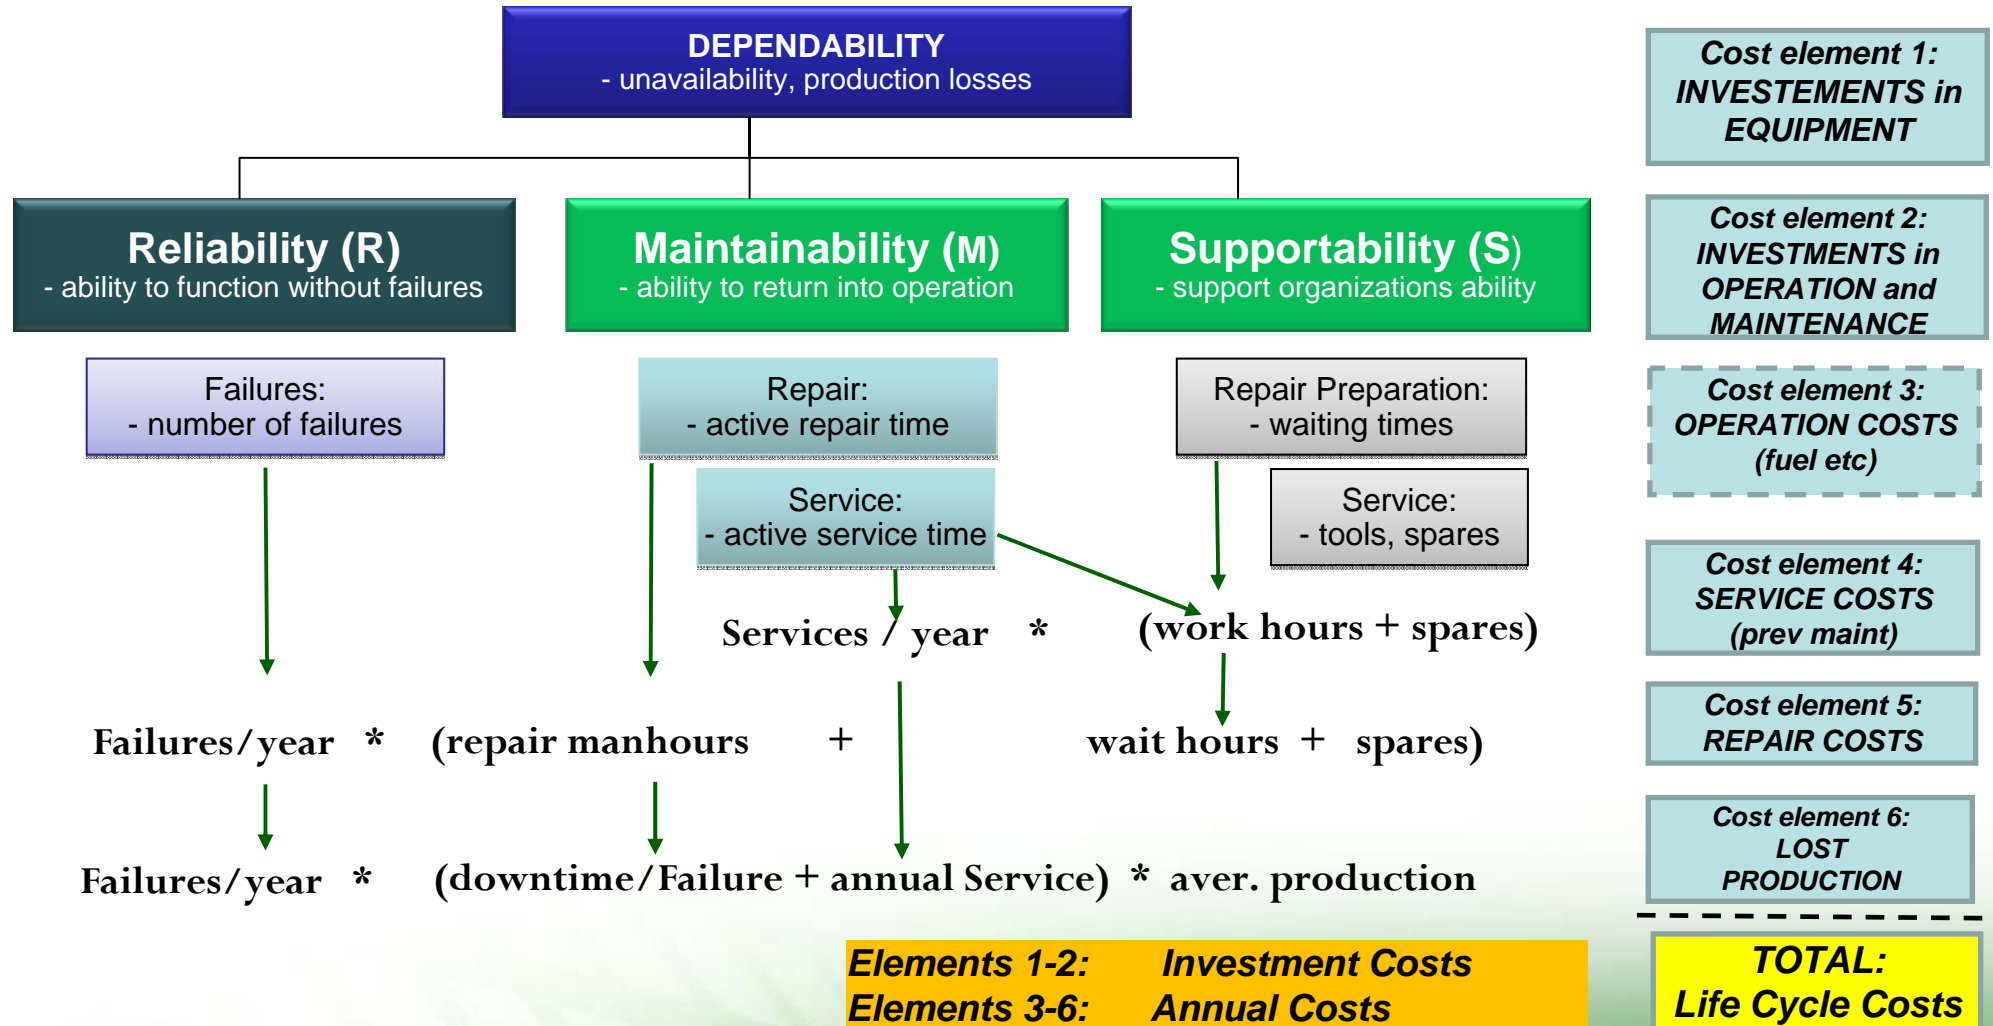 DEPENDABILITY
- unavailability, production losses
Reliability (R)
- ability to function without failures
Maintainability (M)
- ability to return into operation
Supportability (S)
- support organizations ability
Failures:
- number of failures
Repair:
- active repair time
Repair Preparation:
- waiting times
Service:
- active service time
Service:
- tools, spares
Services / year * (work hours + spares)
Failures/year * (repair manhours + wait hours + spares)
Failures/year * (downtime/Failure + annual Service) * aver. production
Elements 1-2: Investment Costs
Elements 3-6: Annual Costs
Cost element 1:
INVESTEMENTS in
EQUIPMENT
Cost element 2:
INVESTMENTS in
OPERATION and
MAINTENANCE
Cost element 3:
OPERATION COSTS
(fuel etc)
Cost element 4:
SERVICE COSTS
(prev maint)
Cost element 5:
REPAIR COSTS
Cost element 6:
LOST
PRODUCTION
TOTAL:
Life Cycle Costs